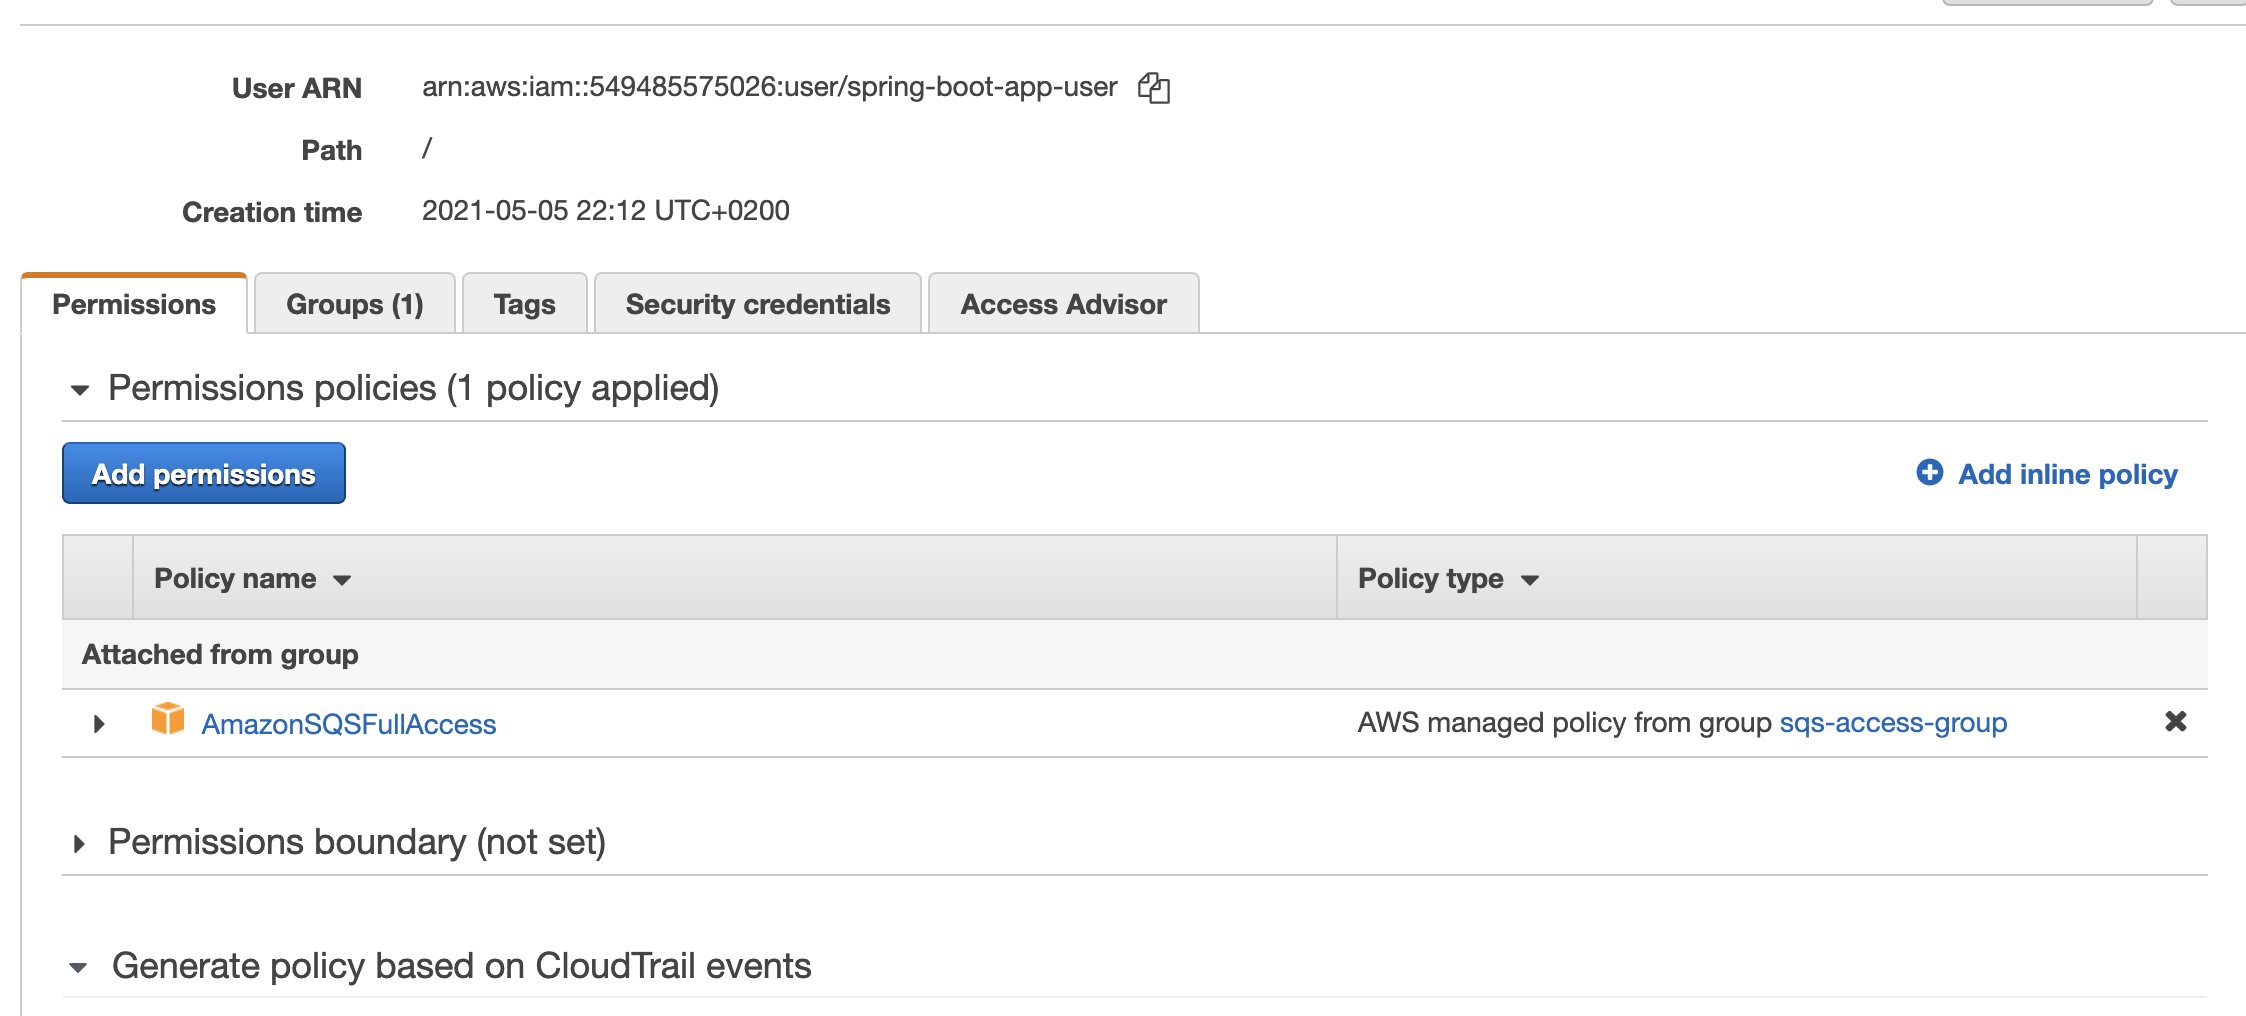 User ARN arn:aws:iam::549485575026:user/spring-boot-app-user
Path /
Creation time 2021-05-05 22:12 UTC+0200
Permissions Groups (1) Tags Security credentials Access Advisor
Permissions policies (1 policy applied)
Add permissions Add inline policy
Policy name Policy type
Attached from group
AmazonSQSFullAccess AWS managed policy from group sqs-access-group
Permissions boundary (not set)
Generate policy based on CloudTrail events